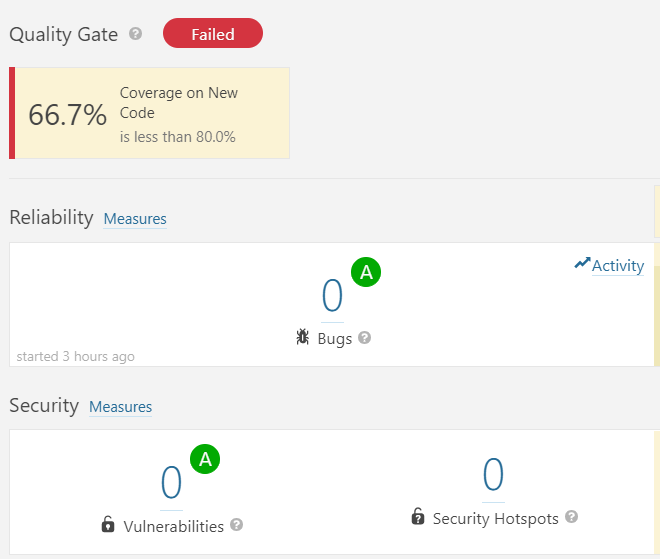 Quality Gate ? Failed
66.7% Coverage on New
Code
is less than 80.0%
Reliability Measures
Activity
0 A
Bugs ?
started 3 hours ago
Security Measures
0 A
Vulnerabilities ?
0
Security Hotspots ?